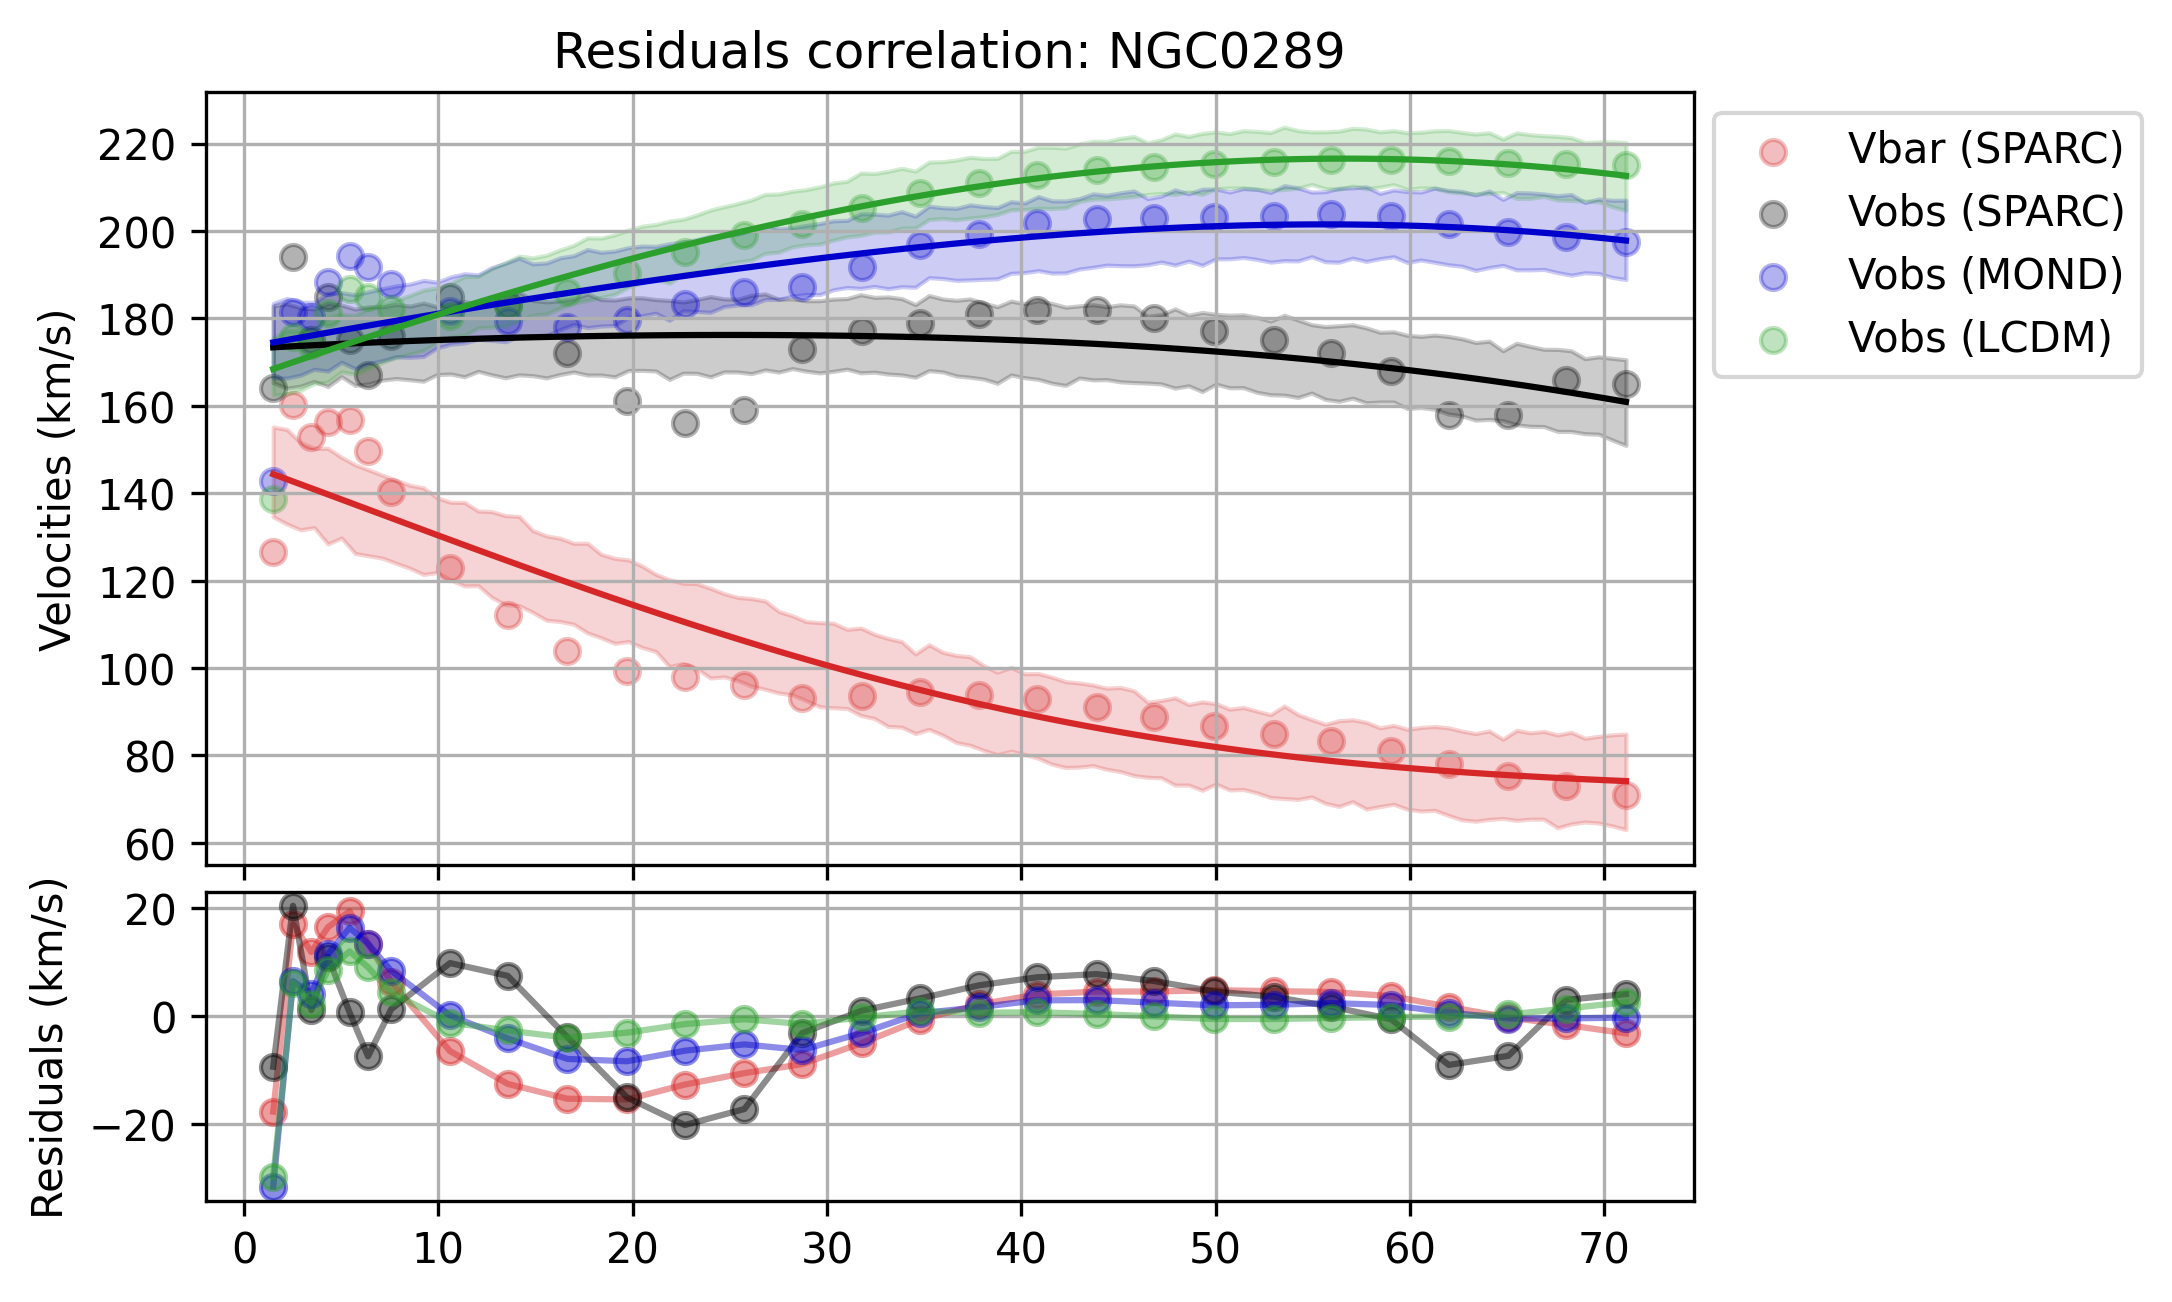 Residuals correlation: NGC0289
Velocities (km/s)
220
200
180
160
140
120
100
80
60
Vbar (SPARC)
Vobs (SPARC)
Vobs (MOND)
Vobs (LCDM)
Residuals (km/s)
20
0
−20
0 10 20 30 40 50 60 70